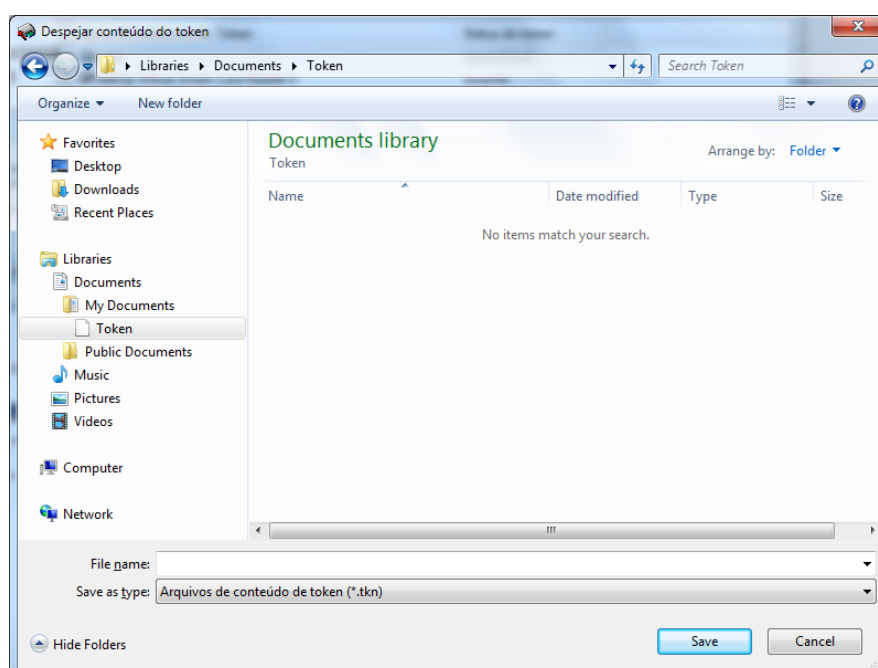 Despejar conteúdo do token
Libraries Documents Token
Search Token
Organize New folder
Favorites
Desktop
Downloads
Recent Places
Libraries
Documents
My Documents
Token
Public Documents
Music
Pictures
Videos
Computer
Network
Documents library
Token
Arrange by: Folder
Name Date modified Type Size
No items match your search.
File name:
Save as type: Arquivos de conteúdo de token (*.tkn)
Hide Folders
Save Cancel